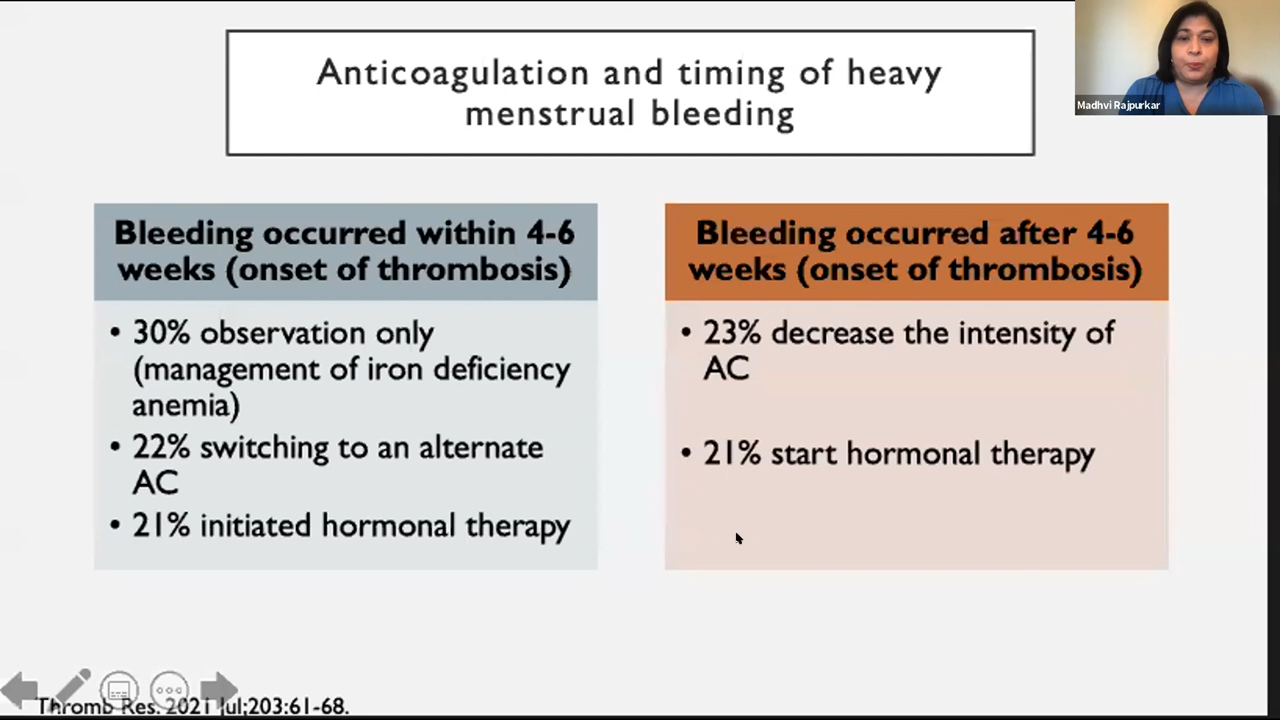 Anticoagulation and timing of heavy
menstrual bleeding
Madhvi Rajpurkar
Bleeding occurred within 4-6
weeks (onset of thrombosis)
• 30% observation only
(management of iron deficiency
anemia)
• 22% switching to an alternate
AC
• 21% initiated hormonal therapy
Bleeding occurred after 4-6
weeks (onset of thrombosis)
• 23% decrease the intensity of
AC
• 21% start hormonal therapy
Thromb Res. 2021 Jul;203:61-68.